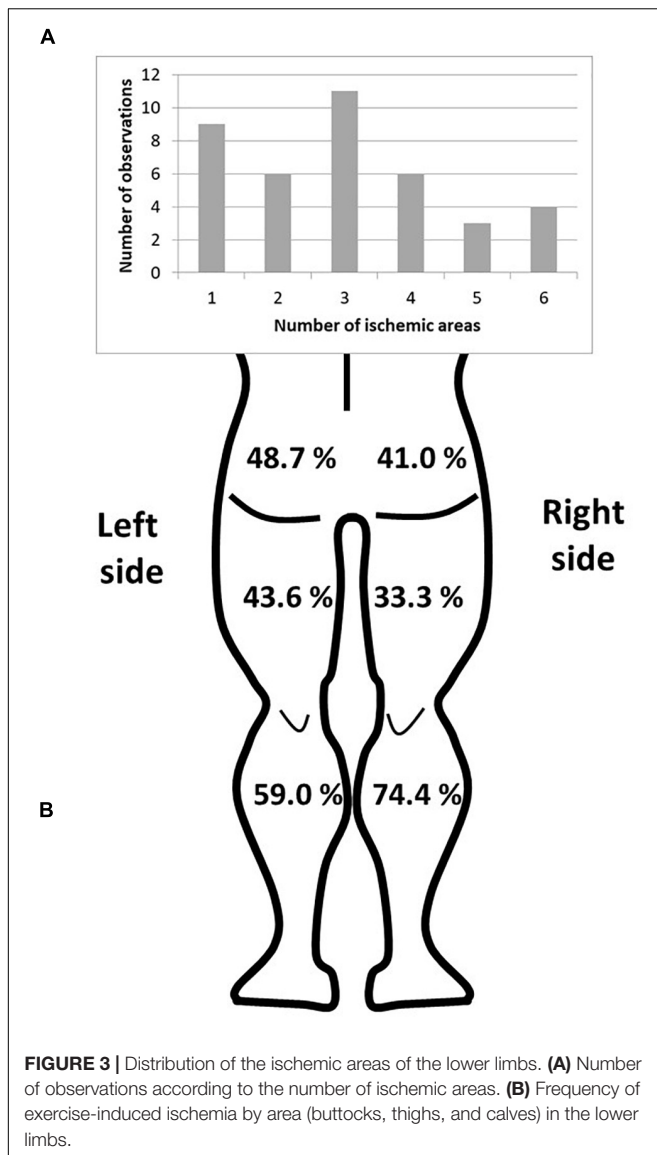 A
12
10
8
6
4
2
0
Number of observations
1 2 3 4 5 6
Number of ischemic areas
48.7 % 41.0 %
Left side
Right side
43.6 % 33.3 %
59.0 % 74.4 %
B
FIGURE 3 | Distribution of the ischemic areas of the lower limbs. (A) Number
of observations according to the number of ischemic areas. (B) Frequency of
exercise-induced ischemia by area (buttocks, thighs, and calves) in the lower
limbs.